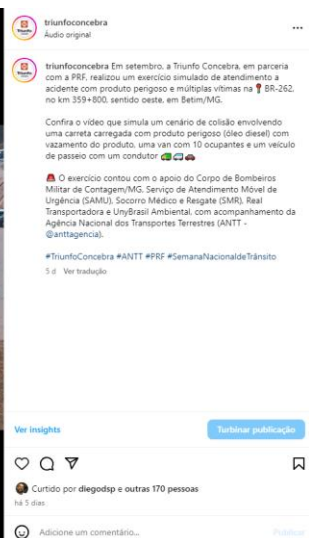 triunfoconcebra
Áudio original
triunfoconcebra Em setembro, a Triunfo Concebra, em parceria
com a PRF, realizou um exercício simulado de atendimento a
acidente com produto perigoso e múltiplas vítimas na 📍 BR-262,
no km 359+800, sentido oeste, em Betim/MG.
Confira o vídeo que simula um cenário de colisão envolvendo
uma carreta carregada com produto perigoso (óleo diesel) com
vazamento do produto, uma van com 10 ocupantes e um veículo
de passeio com um condutor 🚛🚐🚗
🚨 O exercício contou com o apoio do Corpo de Bombeiros
Militar de Contagem/MG, Serviço de Atendimento Móvel de
Urgência (SAMU), Socorro Médico e Resgate (SMR), Real
Transportadora e UnyBrasil Ambiental, com acompanhamento da
Agência Nacional dos Transportes Terrestres (ANTT -
@anttagencia).
#TriunfoConcebra #ANTT #PRF #SemanaNacionaldeTrânsito
5 d Ver tradução
Ver insights
Turbinar publicação
Curtido por diegodsp e outras 170 pessoas
há 5 dias
Adicione um comentário...
Publicar